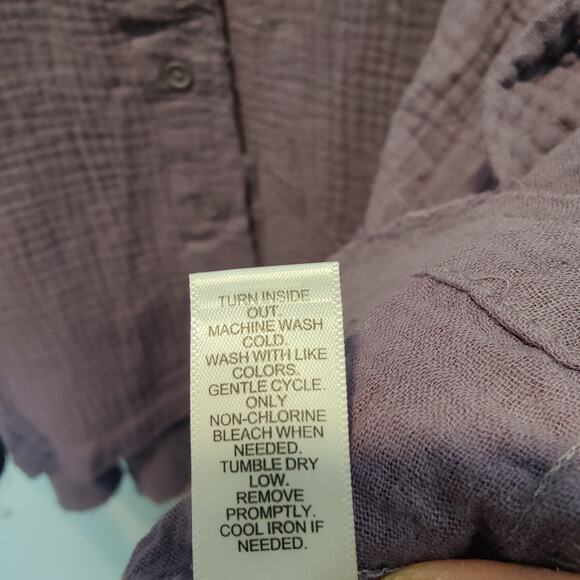 TURN INSIDE
OUT.
MACHINE WASH
COLD.
WASH WITH LIKE
COLORS.
GENTLE CYCLE.
ONLY
NON-CHLORINE
BLEACH WHEN
NEEDED.
TUMBLE DRY
LOW.
REMOVE
PROMPTLY.
COOL IRON IF
NEEDED.